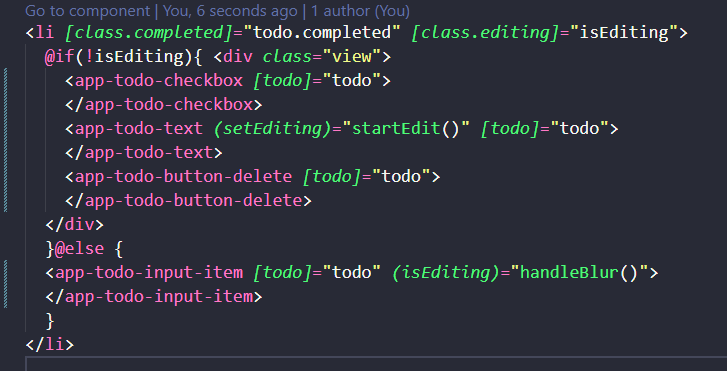 Go to component | You, 6 seconds ago | 1 author (You)
<li [class.completed]="todo.completed" [class.editing]="isEditing">
  @if(!isEditing){ <div class="view">
    <app-todo-checkbox [todo]="todo">
    </app-todo-checkbox>
    <app-todo-text (setEditing)="startEdit()" [todo]="todo">
    </app-todo-text>
    <app-todo-button-delete [todo]="todo">
    </app-todo-button-delete>
  </div>
  }@else {
  <app-todo-input-item [todo]="todo" (isEditing)="handleBlur()">
  </app-todo-input-item>
  }
</li>